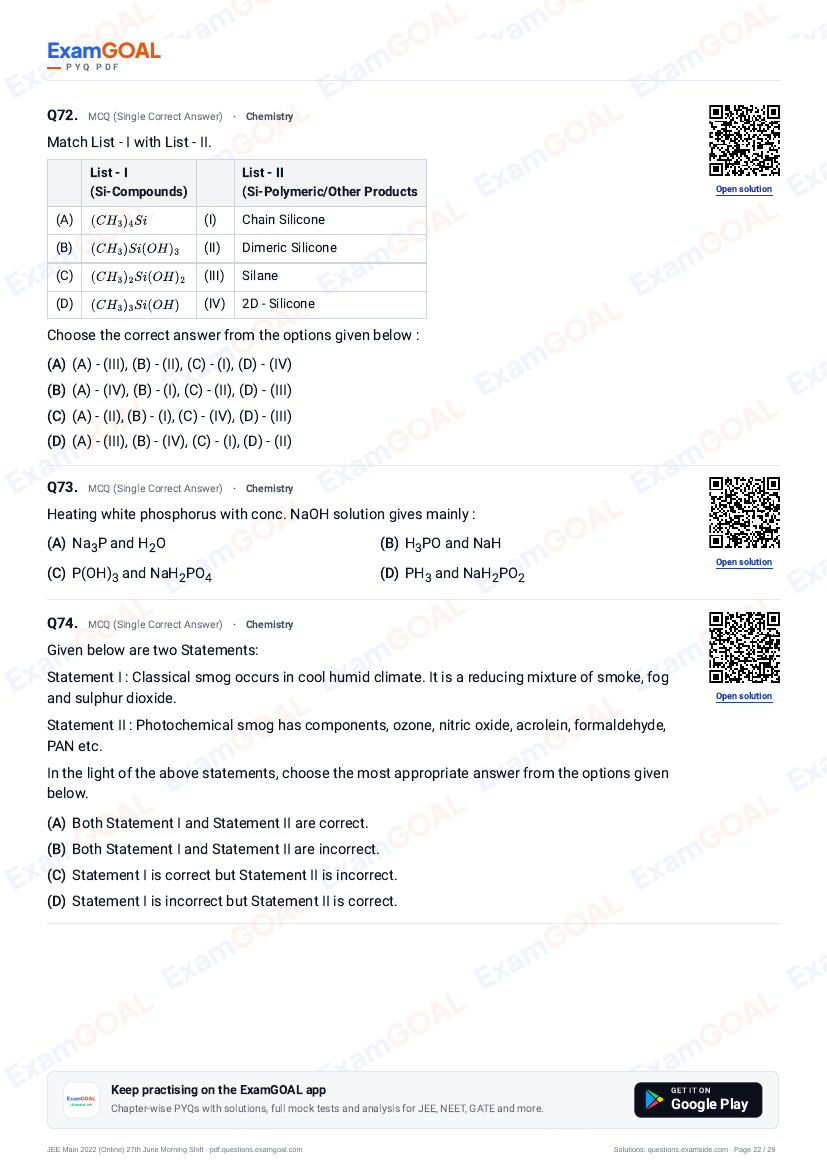 ExamGOAL
PYQ PDF
Q72. MCQ (Single Correct Answer) · Chemistry
Match List - I with List - II.
List - I List - II
(Si-Compounds) (Si-Polymeric/Other Products
(A) (CH₃)₄Si (I) Chain Silicone
(B) (CH₃)Si(OH)₃ (II) Dimeric Silicone
(C) (CH₃)₂Si(OH)₂ (III) Silane
(D) (CH₃)₃Si(OH) (IV) 2D - Silicone
Open solution
Choose the correct answer from the options given below :
(A) (A) - (III), (B) - (II), (C) - (I), (D) - (IV)
(B) (A) - (IV), (B) - (I), (C) - (II), (D) - (III)
(C) (A) - (II), (B) - (I), (C) - (IV), (D) - (III)
(D) (A) - (III), (B) - (IV), (C) - (I), (D) - (II)
Q73. MCQ (Single Correct Answer) · Chemistry
Heating white phosphorus with conc. NaOH solution gives mainly :
(A) Na₃P and H₂O (B) H₃PO and NaH
(C) P(OH)₃ and NaH₂PO₄ (D) PH₃ and NaH₂PO₂
Open solution
Q74. MCQ (Single Correct Answer) · Chemistry
Given below are two Statements:
Statement I : Classical smog occurs in cool humid climate. It is a reducing mixture of smoke, fog
and sulphur dioxide.
Open solution
Statement II : Photochemical smog has components, ozone, nitric oxide, acrolein, formaldehyde,
PAN etc.
In the light of the above statements, choose the most appropriate answer from the options given
below.
(A) Both Statement I and Statement II are correct.
(B) Both Statement I and Statement II are incorrect.
(C) Statement I is correct but Statement II is incorrect.
(D) Statement I is incorrect but Statement II is correct.
ExamGOAL
Keep practising on the ExamGOAL app
Chapter-wise PYQs with solutions, full mock tests and analysis for JEE, NEET, GATE and more.
GET IT ON
Google Play
JEE Main 2022 (Online) 27th June Morning Shift · pdf.questions.examgoal.com Solutions: questions.examside.com · Page 22 / 29